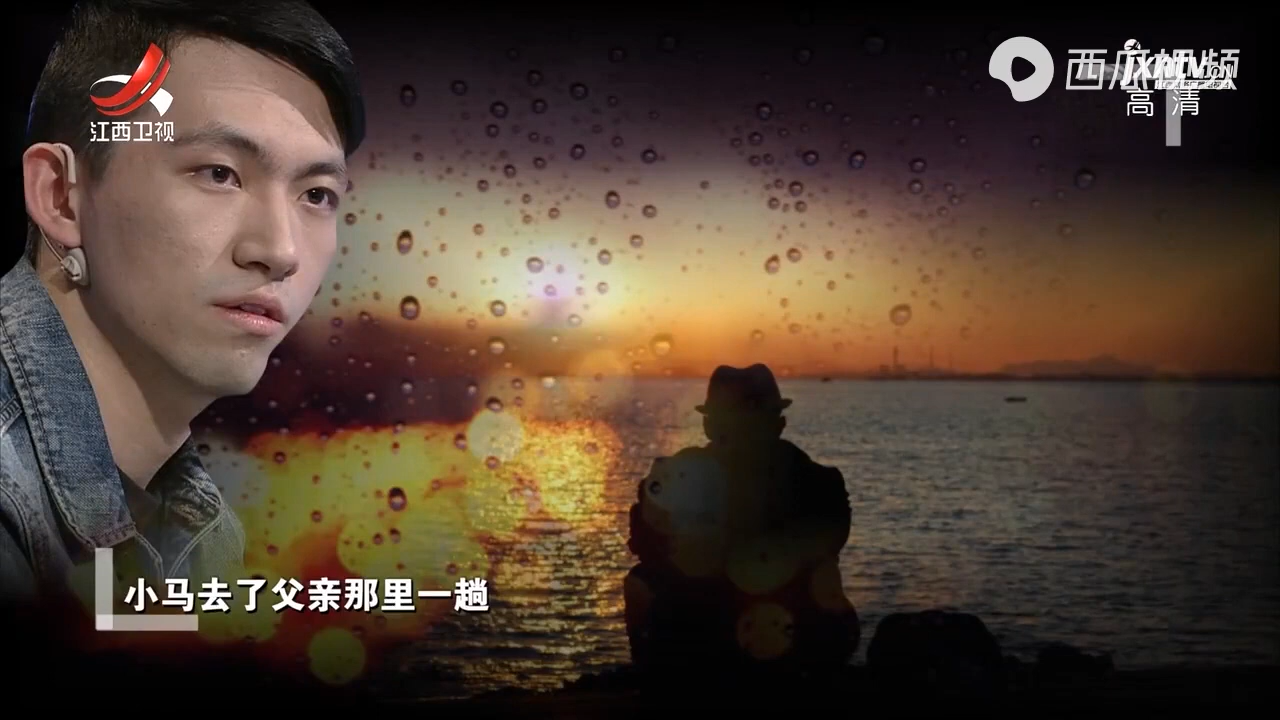 江西卫视
西瓜视频
高清
小马去了父亲那里一趟